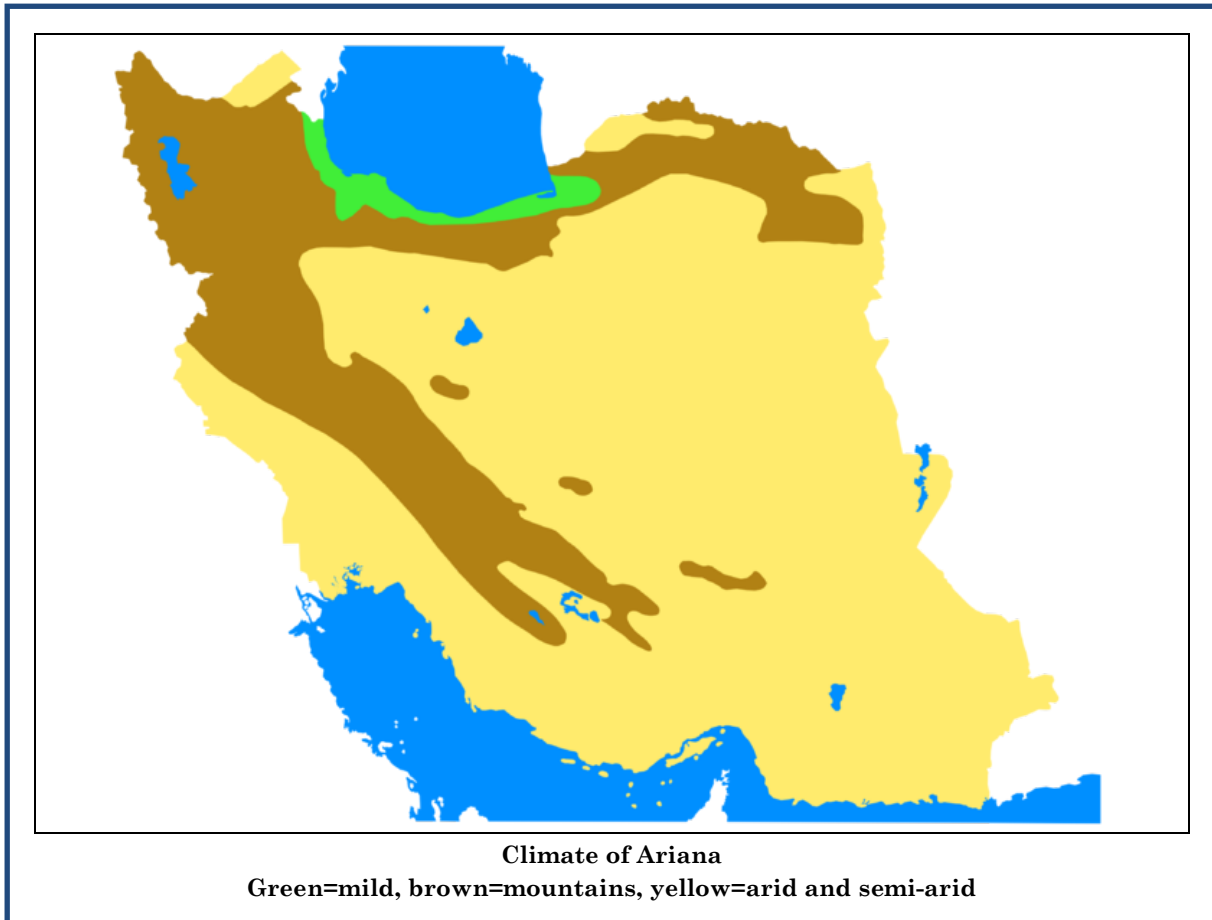 Climate of Ariana
Green=mild, brown=mountains, yellow=arid and semi-arid